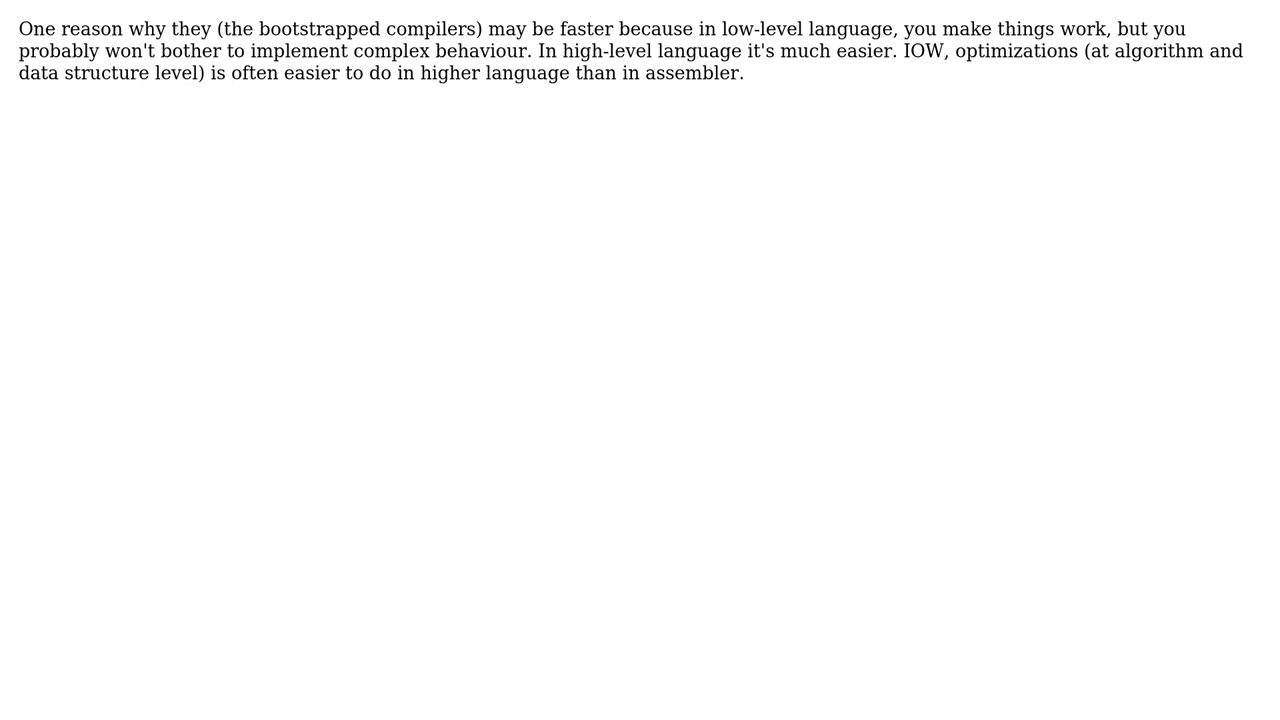 One reason why they (the bootstrapped compilers) may be faster because in low-level language, you make things work, but you
probably won't bother to implement complex behaviour. In high-level language it's much easier. IOW, optimizations (at algorithm and
data structure level) is often easier to do in higher language than in assembler.